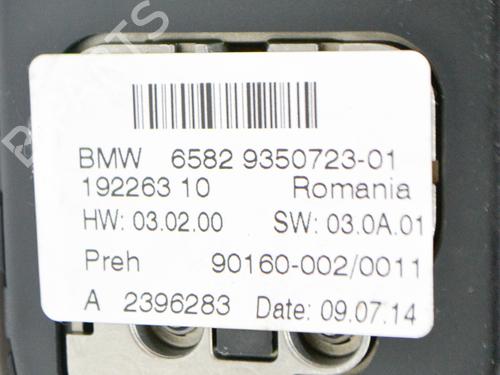 BMW 6582 9350723-01
192263 10 Romania
HW: 03.02.00 SW: 03.0A.01
Preh 90160-002/0011
A 2396283 Date: 09.07.14